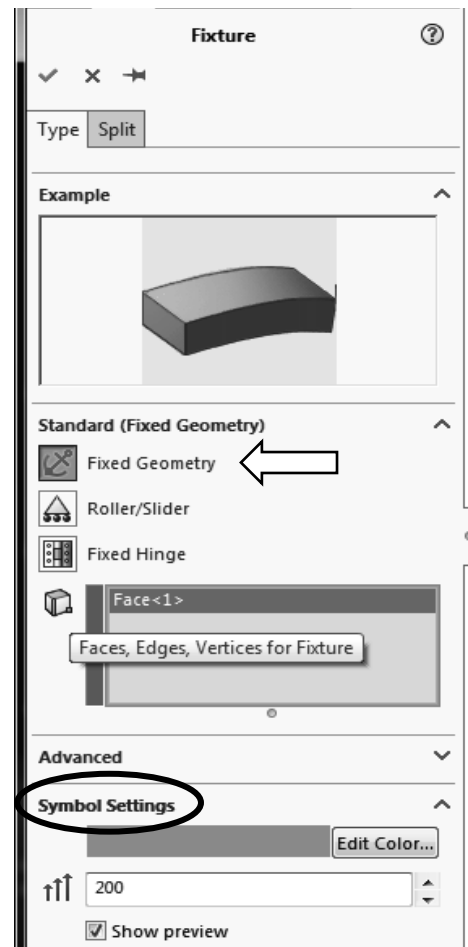 Fixture
Type Split
Example
Standard (Fixed Geometry)
Fixed Geometry
Roller/Slider
Fixed Hinge
Face<1>
Faces, Edges, Vertices for Fixture
Advanced
Symbol Settings
Edit Color...
200
Show preview